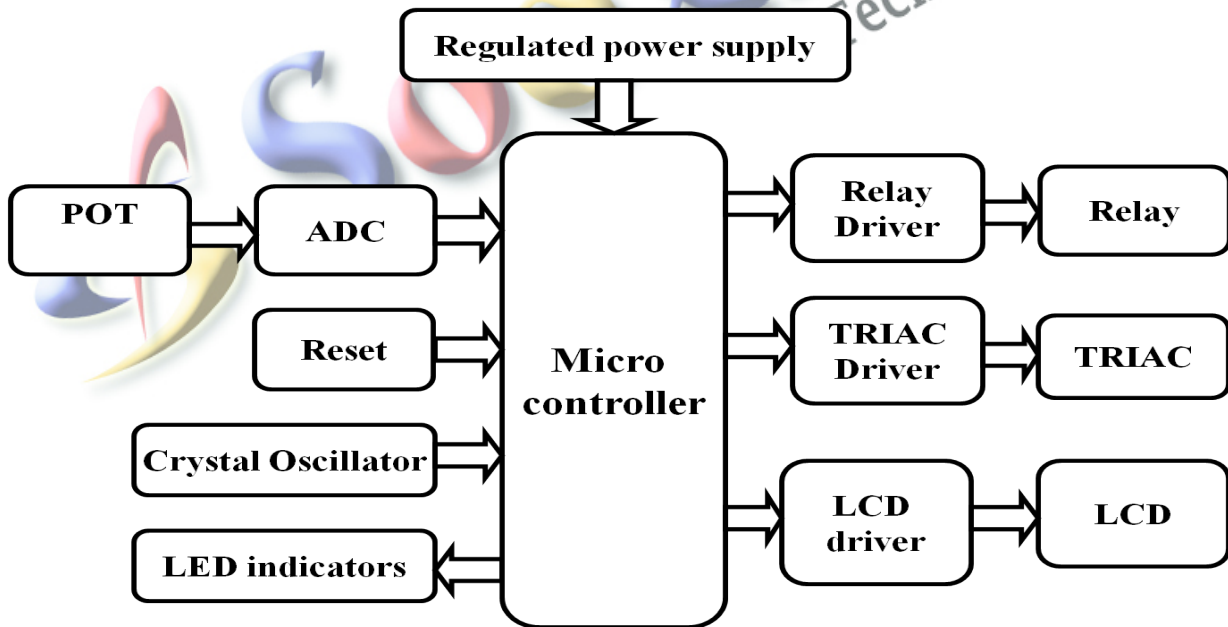 Regulated power supply
POT
ADC
Reset
Crystal Oscillator
LED indicators
Micro
controller
Relay
Driver
Relay
TRIAC
Driver
TRIAC
LCD
driver
LCD